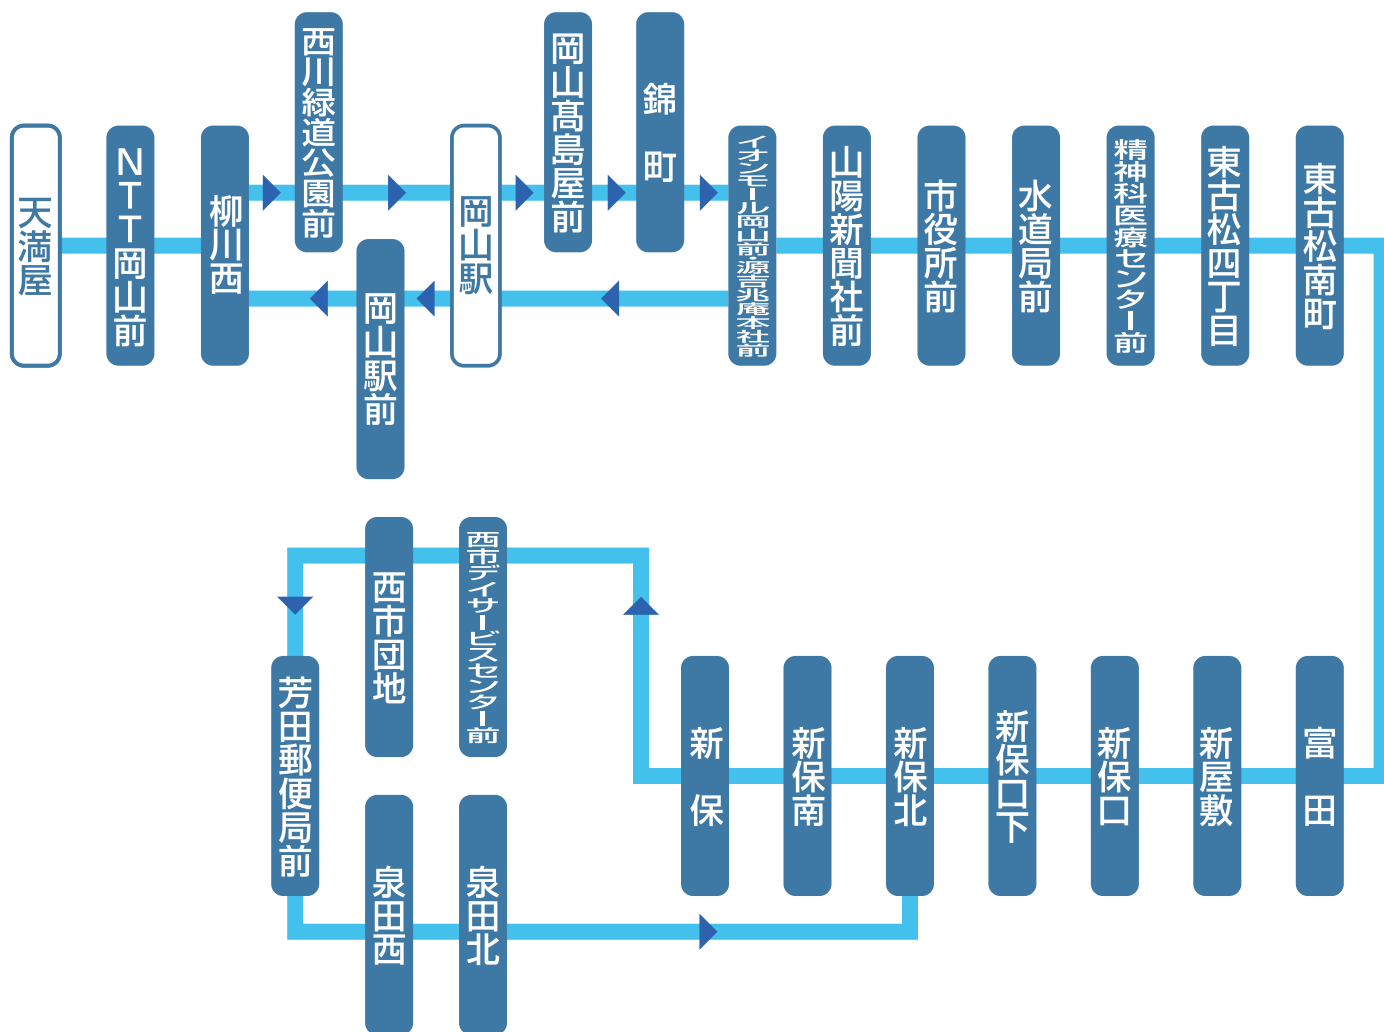 天満屋
NTT岡山前
柳川西
西川緑道公園前
岡山駅前
岡山駅
岡山髙島屋前
錦町
イオンモール岡山前・源吉兆庵本社前
山陽新聞社前
市役所前
水道局前
精神科医療センター前
東古松四丁目
東古松南町
富田
新屋敷
新保口
新保口下
新保北
新保南
新保
西市デイサービスセンター前
西市団地
芳田郵便局前
泉田西
泉田北